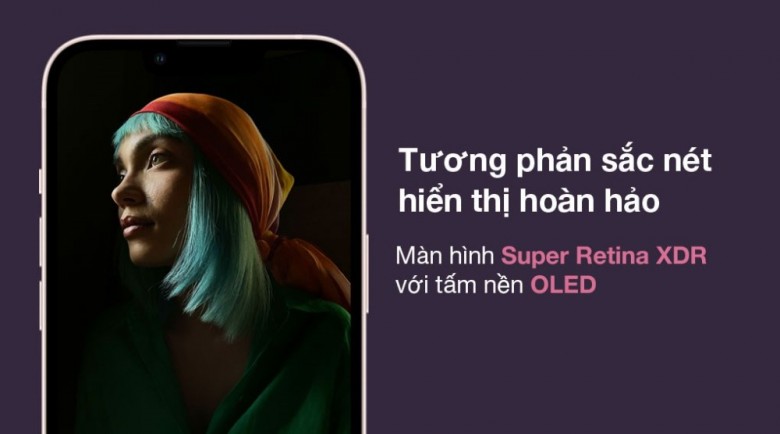 Tương phản sắc nét
hiển thị hoàn hảo
Màn hình Super Retina XDR
với tấm nền OLED